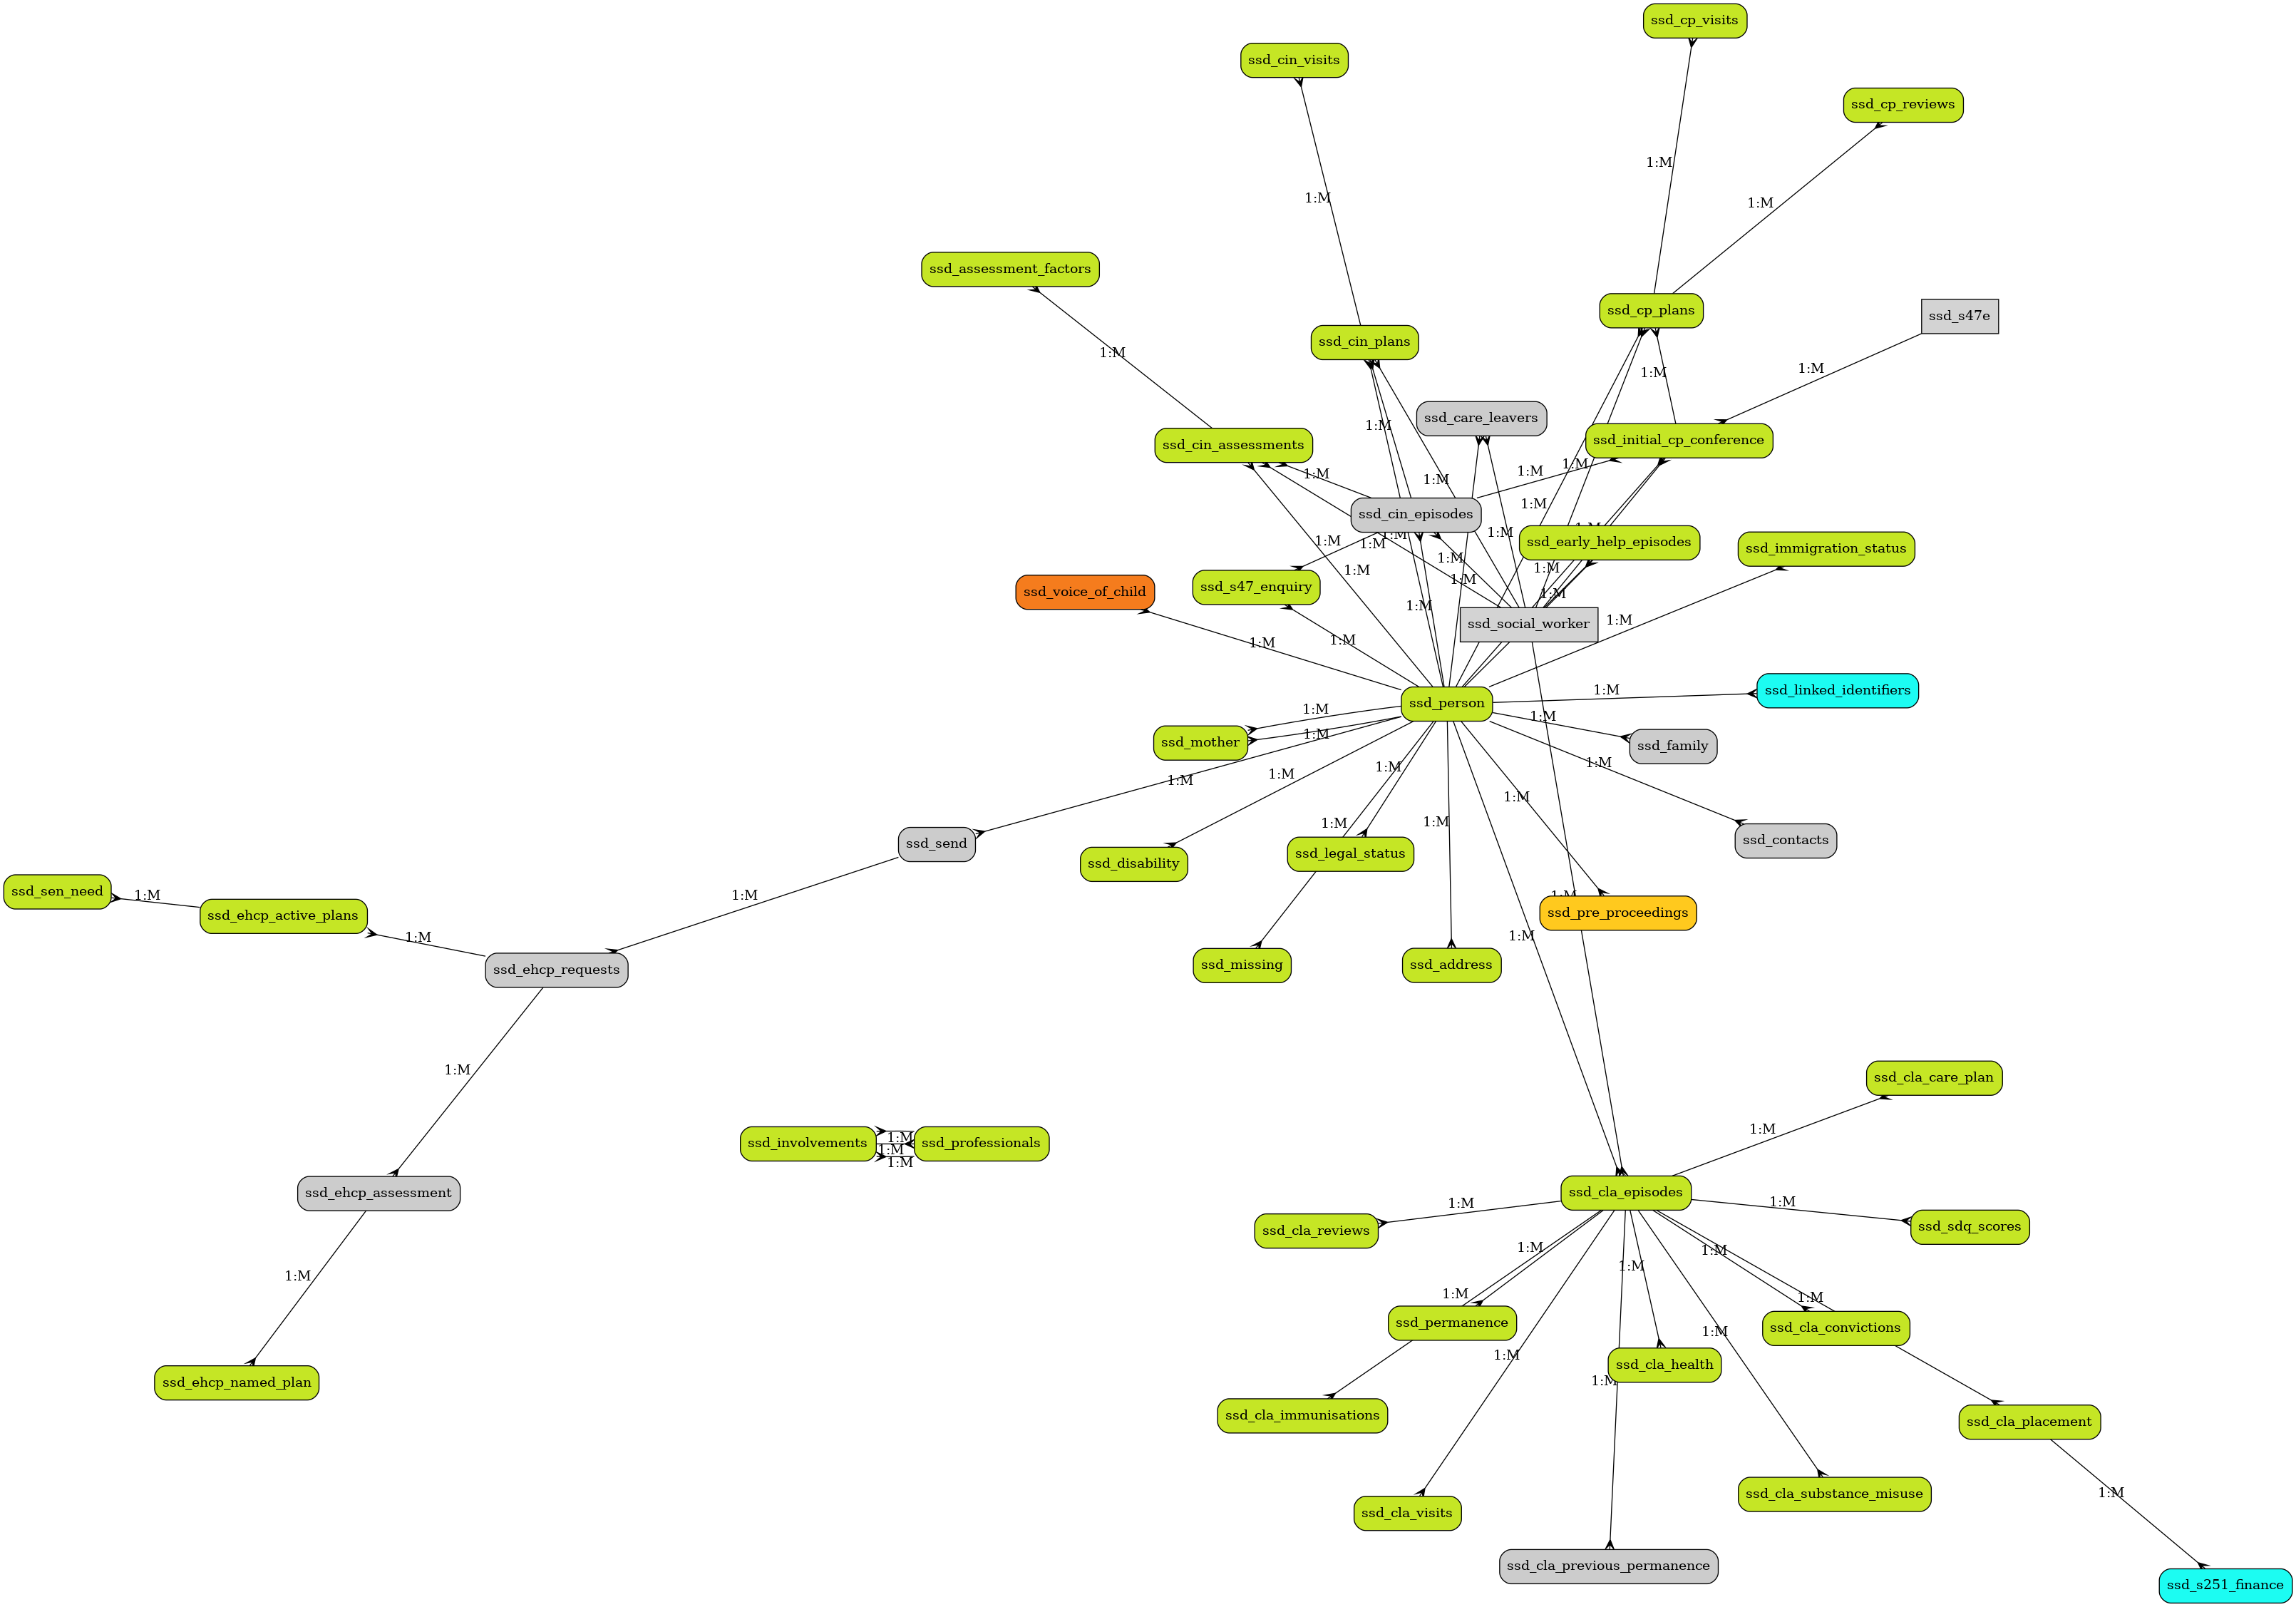 ssd_cp_visits
ssd_cin_visits
ssd_cp_reviews
1:M
1:M
1:M
ssd_assessment_factors
ssd_cp_plans
ssd_s47e
ssd_cin_plans
1:M
1:M
1:M
ssd_care_leavers
1:M
ssd_cin_assessments
ssd_initial_cp_conference
1:M
1:M
1:M
1:M
1:M
ssd_cin_episodes
1:M
1:M
1:M
1:M
1:M
ssd_early_help_episodes
ssd_immigration_status
1:M
1:M
1:M
1:M
1:M
ssd_voice_of_child
ssd_s47_enquiry
1:M
1:M
1:M
ssd_social_worker
1:M
1:M
1:M
ssd_linked_identifiers
1:M
ssd_person
1:M
1:M
1:M
ssd_mother
ssd_family
1:M
1:M
1:M
1:M
1:M
1:M
1:M
1:M
ssd_send
ssd_contacts
ssd_disability
ssd_legal_status
ssd_sen_need
1:M
1:M
1:M
ssd_ehcp_active_plans
ssd_pre_proceedings
1:M
1:M
ssd_ehcp_requests
ssd_missing
ssd_address
1:M
ssd_cla_care_plan
1:M
ssd_involvements
1:M
1:M
1:M
ssd_professionals
ssd_ehcp_assessment
ssd_cla_episodes
1:M
1:M
ssd_cla_reviews
ssd_sdq_scores
1:M
1:M
1:M
1:M
1:M
1:M
ssd_permanence
ssd_cla_convictions
1:M
1:M
ssd_cla_health
ssd_ehcp_named_plan
1:M
ssd_cla_immunisations
ssd_cla_placement
1:M
ssd_cla_substance_misuse
ssd_cla_visits
ssd_cla_previous_permanence
ssd_s251_finance